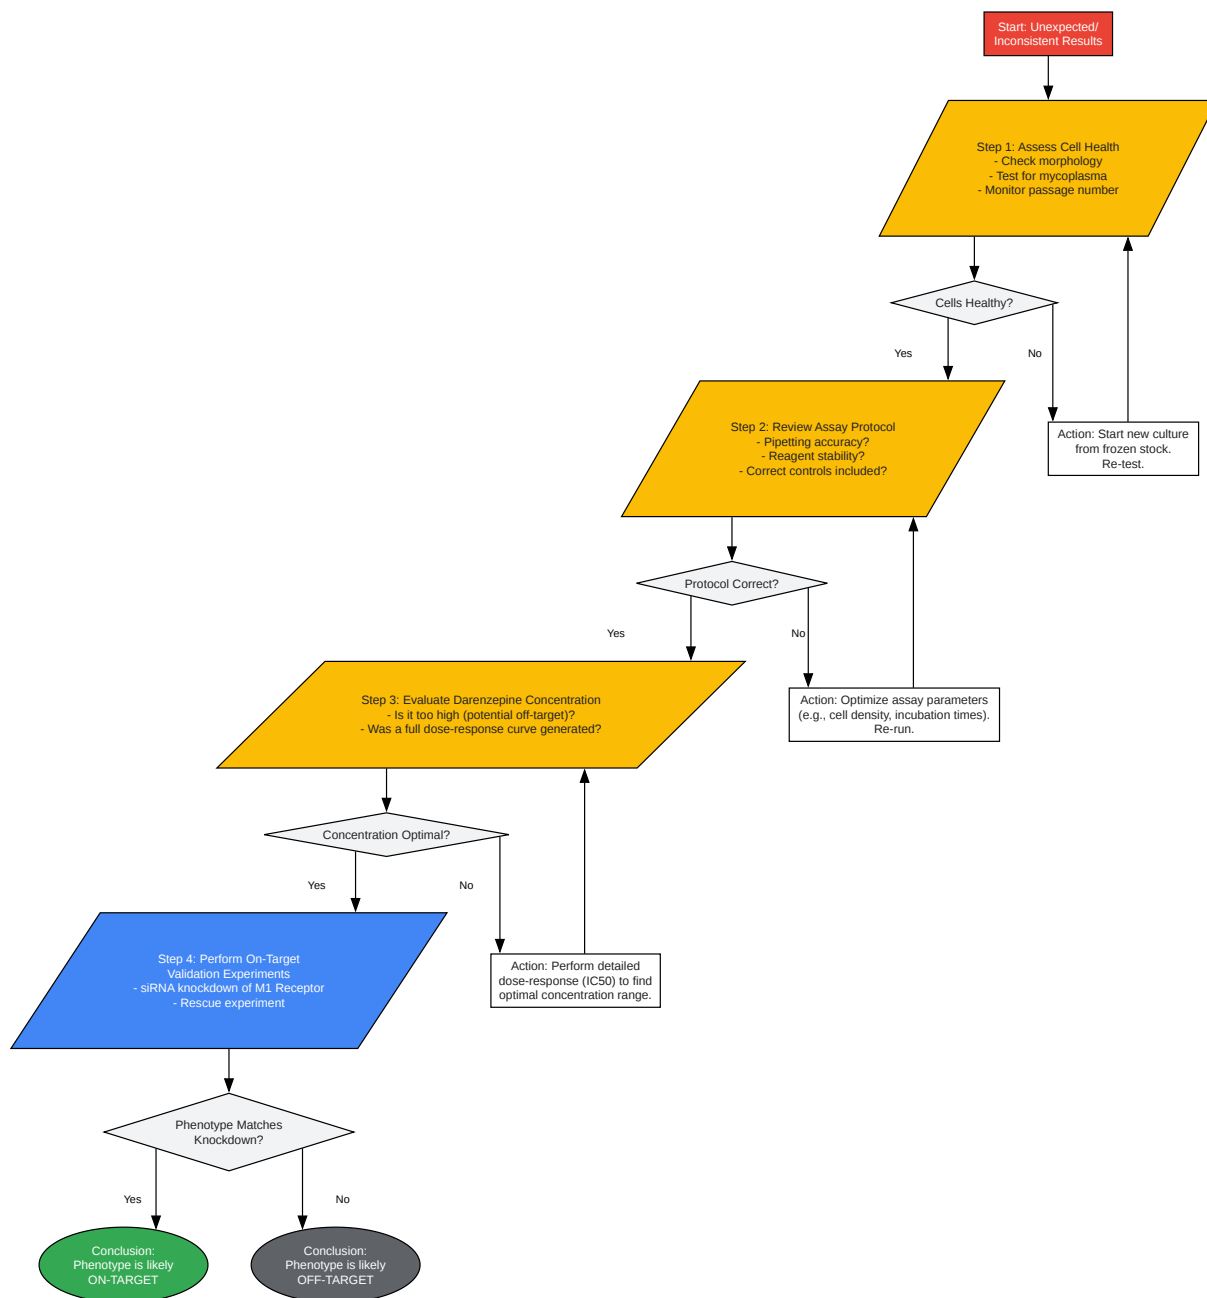 Start: Unexpected/
Inconsistent Results
Step 1: Assess Cell Health
- Check morphology
- Test for mycoplasma
- Monitor passage number
Cells Healthy?
Yes
No
Action: Start new culture
from frozen stock.
Re-test.
Step 2: Review Assay Protocol
- Pipetting accuracy?
- Reagent stability?
- Correct controls included?
Protocol Correct?
Yes
No
Action: Optimize assay parameters
(e.g., cell density, incubation times).
Re-run.
Step 3: Evaluate Darenzepine Concentration
- Is it too high (potential off-target)?
- Was a full dose-response curve generated?
Concentration Optimal?
Yes
No
Action: Perform detailed
dose-response (IC50) to find
optimal concentration range.
Step 4: Perform On-Target
Validation Experiments
- siRNA knockdown of M1 Receptor
- Rescue experiment
Phenotype Matches
Knockdown?
Yes
No
Conclusion:
Phenotype is likely
ON-TARGET
Conclusion:
Phenotype is likely
OFF-TARGET